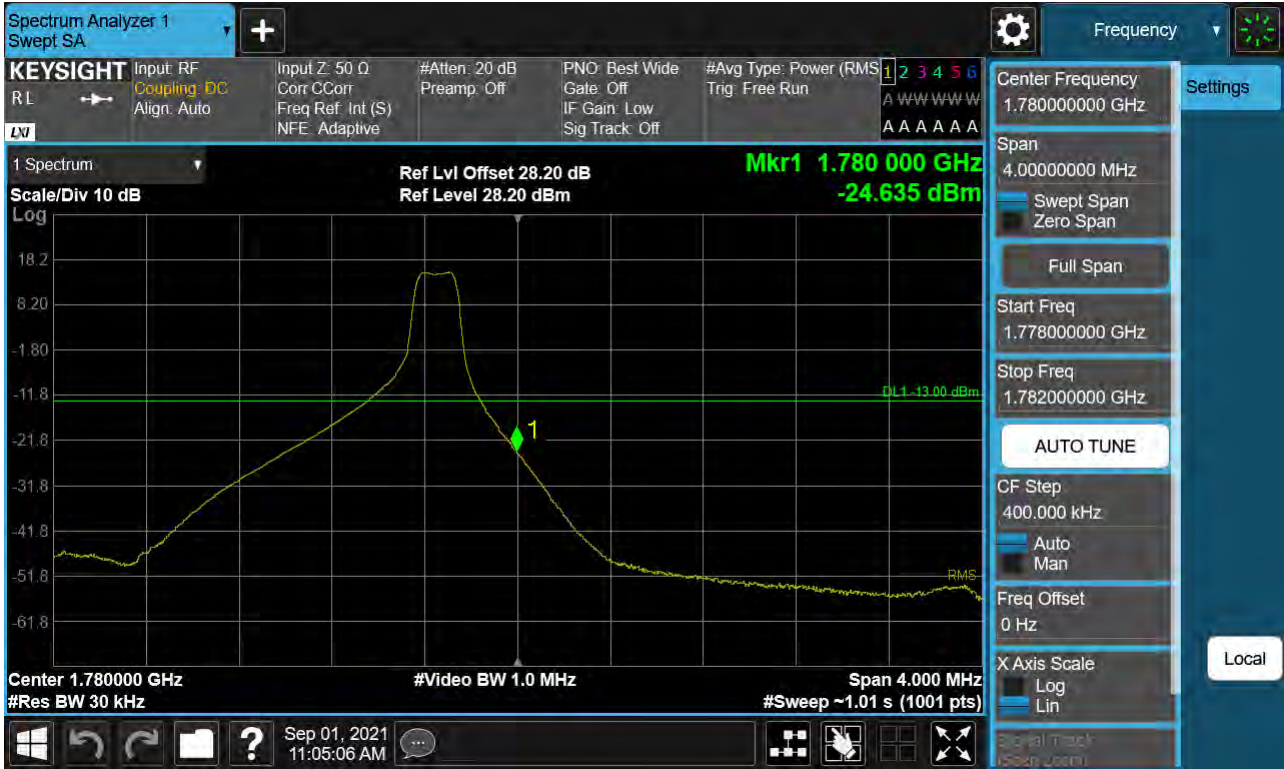 Spectrum Analyzer 1
Swept SA
Frequency
KEYSIGHT
R L
LXI
Input: RF
Coupling: DC
Align: Auto
Input Z: 50 Ω
Corr CCorr
Freq Ref: Int (S)
NFE: Adaptive
#Atten: 20 dB
Preamp: Off
PNO: Best Wide
Gate: Off
IF Gain: Low
Sig Track: Off
#Avg Type: Power (RMS
Trig: Free Run
1 2 3 4 5 6
A W W W W W
A A A A A A
1 Spectrum
Scale/Div 10 dB
Ref Lvl Offset 28.20 dB
Ref Level 28.20 dBm
Mkr1 1.780 000 GHz
-24.635 dBm
Log
18.2
8.20
-1.80
-11.8
-21.8
-31.8
-41.8
-51.8
-61.8
DL1 -13.00 dBm
1
RMS
Center 1.780000 GHz
#Video BW 1.0 MHz
Span 4.000 MHz
#Res BW 30 kHz
#Sweep ~1.01 s (1001 pts)
Center Frequency
1.780000000 GHz
Settings
Span
4.00000000 MHz
Swept Span
Zero Span
Full Span
Start Freq
1.778000000 GHz
Stop Freq
1.782000000 GHz
AUTO TUNE
CF Step
400.000 kHz
Auto
Man
Freq Offset
0 Hz
X Axis Scale
Log
Lin
Signal Track
(Span Zoom)
Local
?
Sep 01, 2021
11:05:06 AM